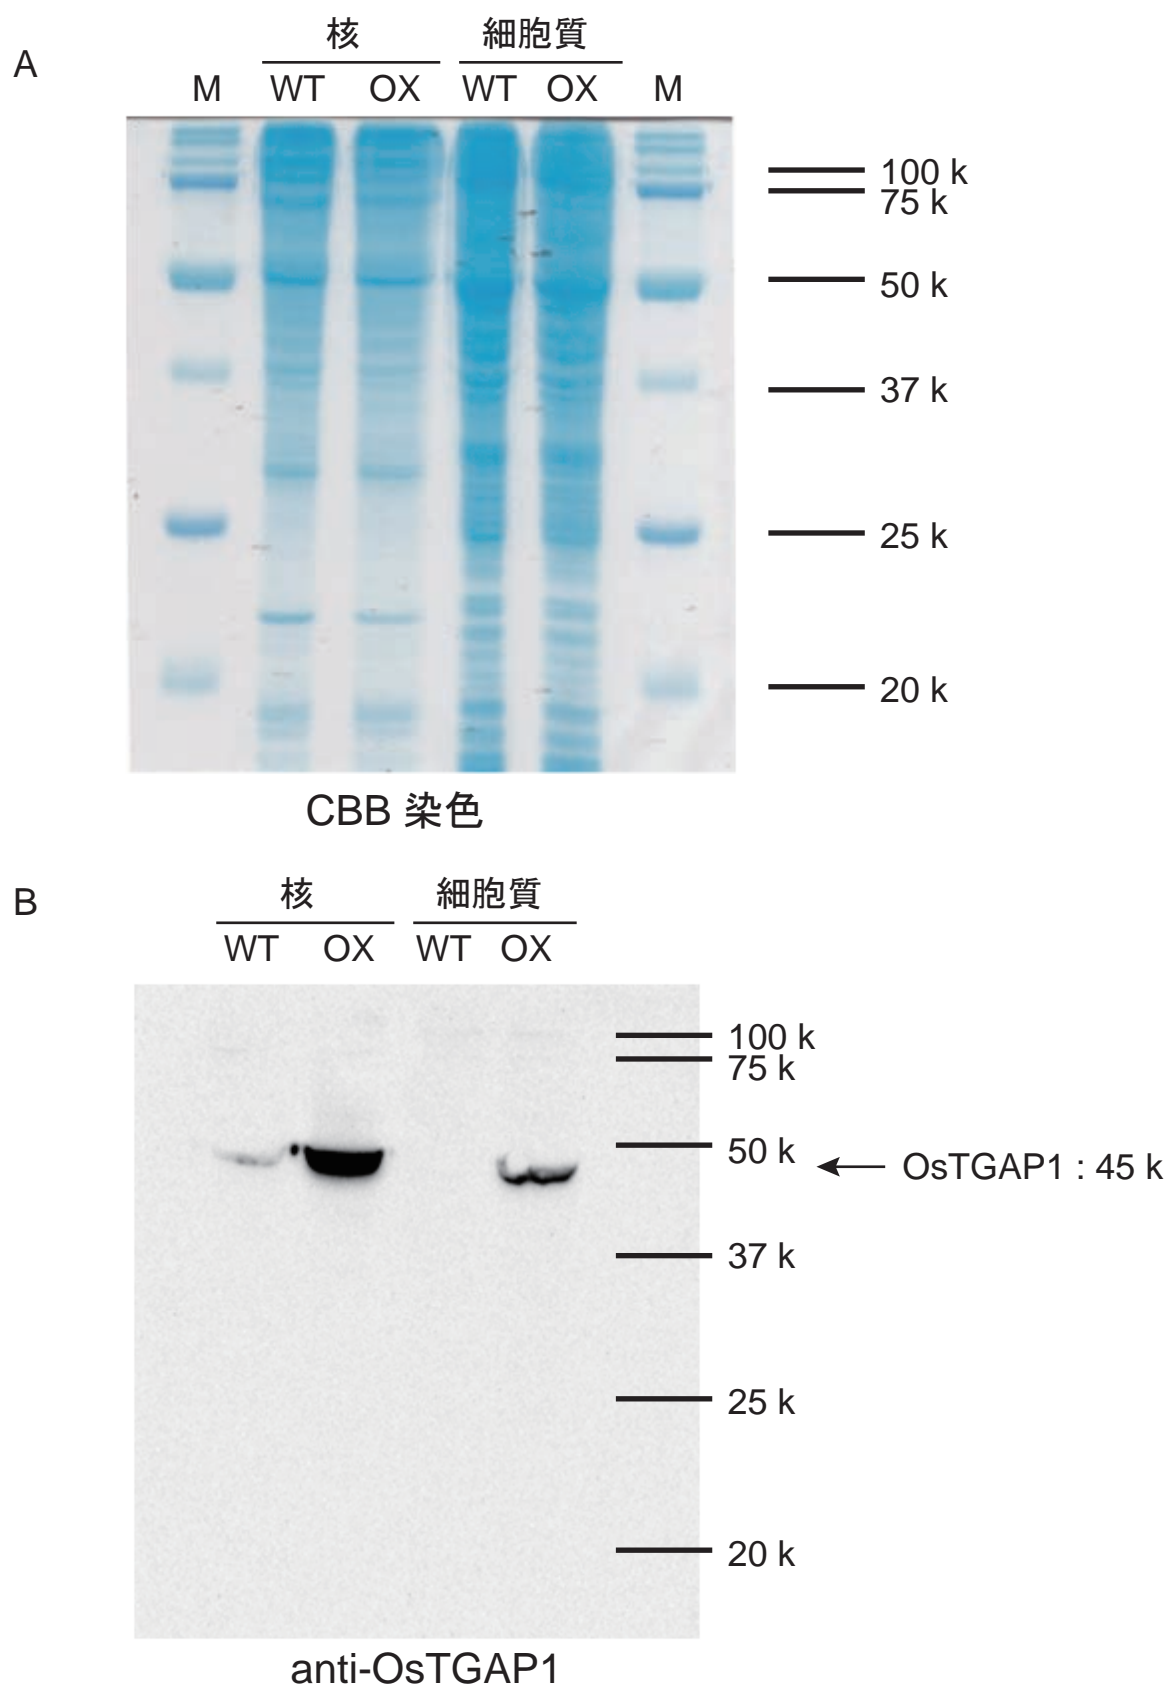 A
核 細胞質
M WT OX WT OX M
100 k
75 k
50 k
37 k
25 k
20 k
CBB 染色
B
核 細胞質
WT OX WT OX
100 k
75 k
50 k
OsTGAP1 : 45 k
37 k
25 k
20 k
anti-OsTGAP1